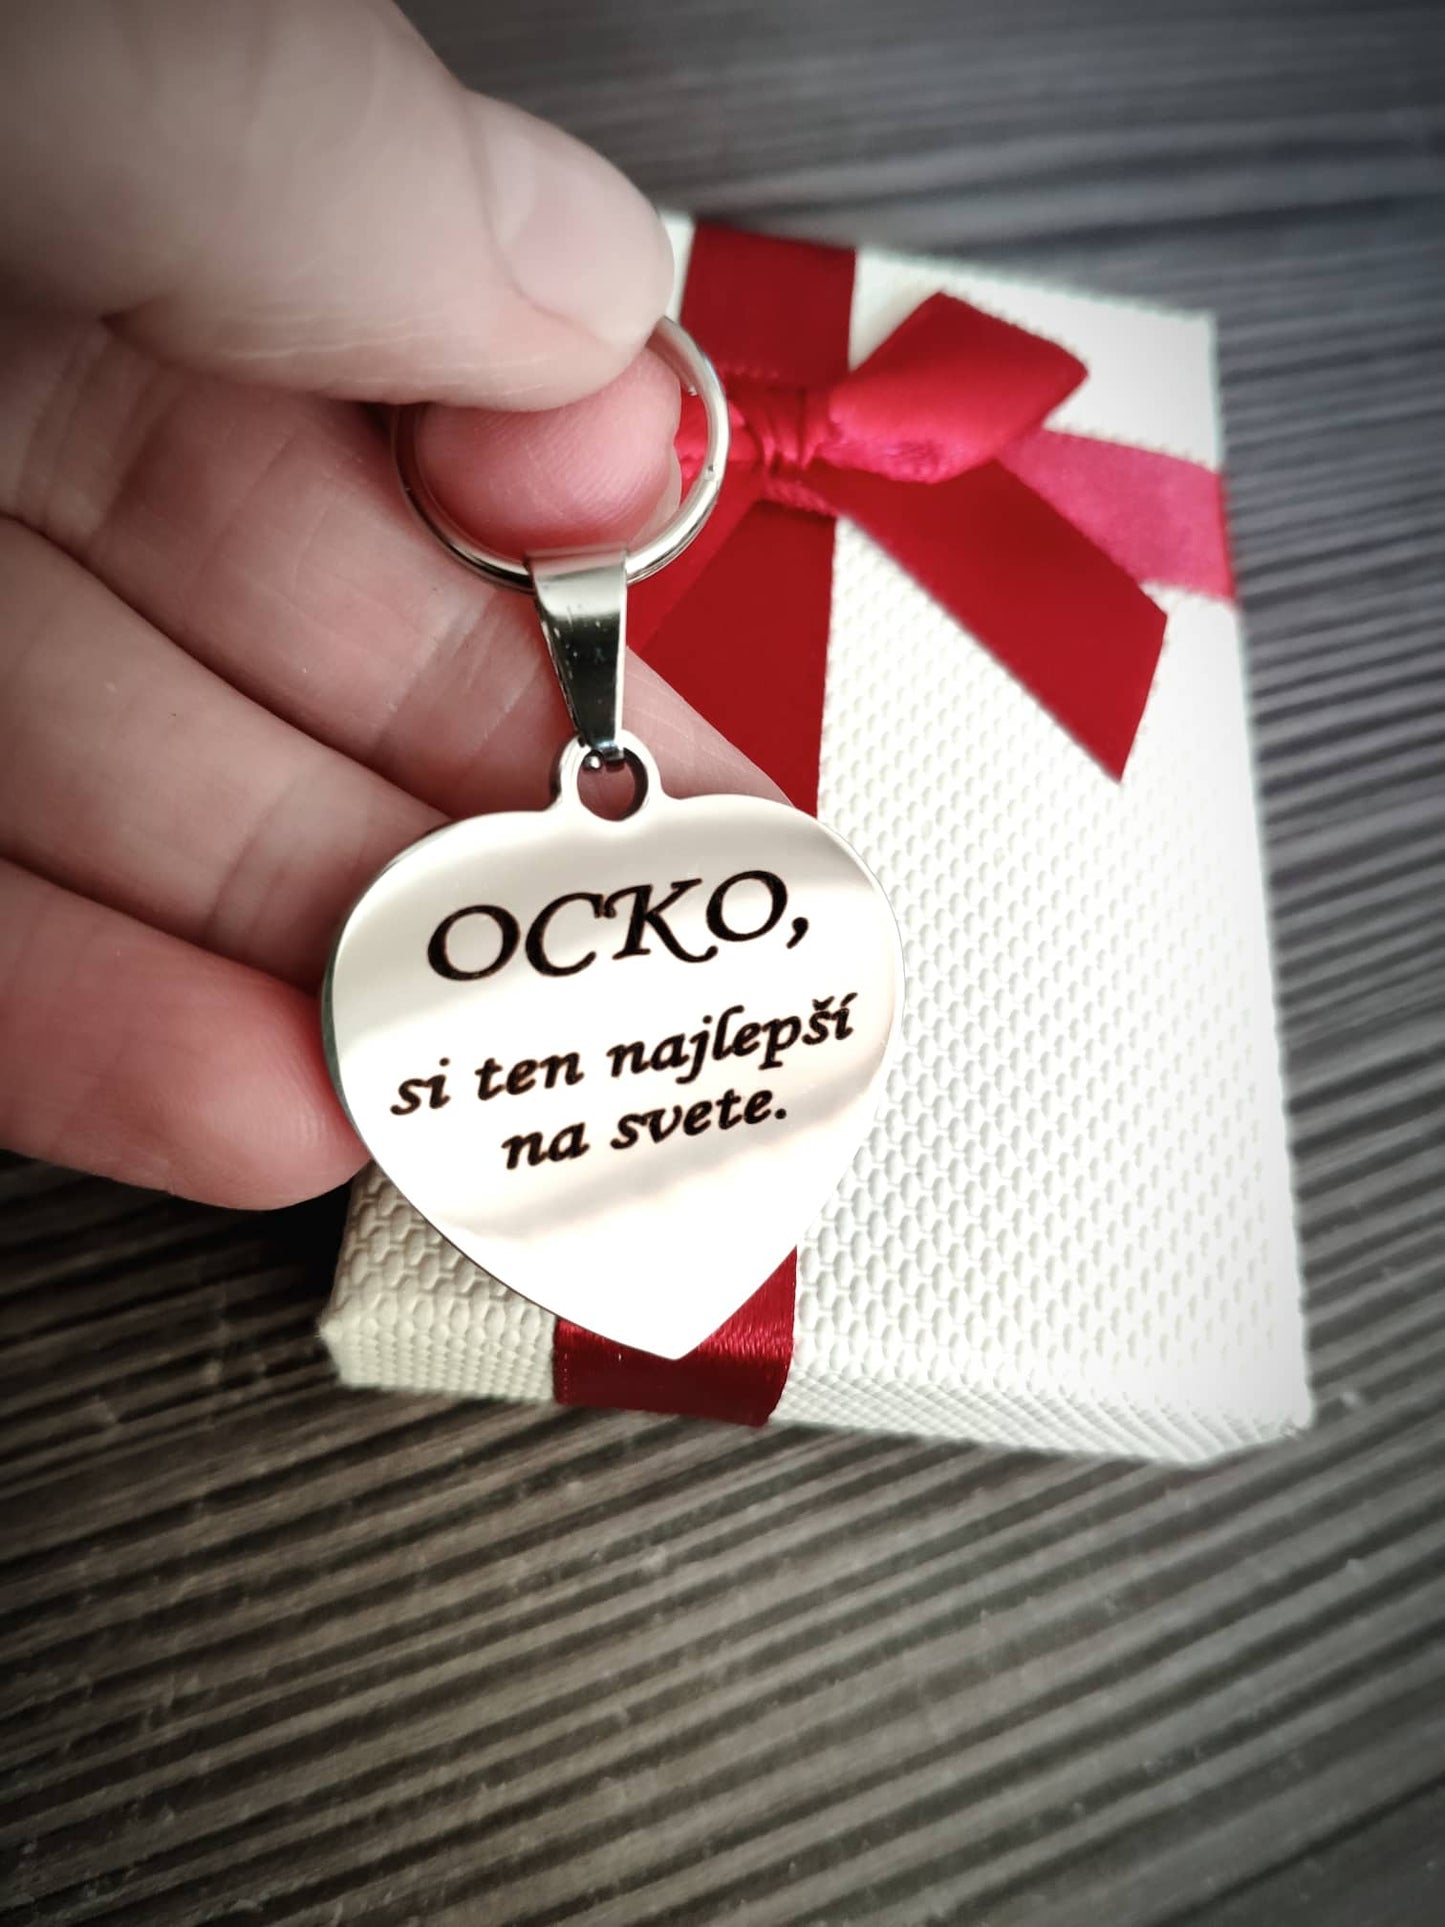 OCKO,
si ten najlepší
na svete.